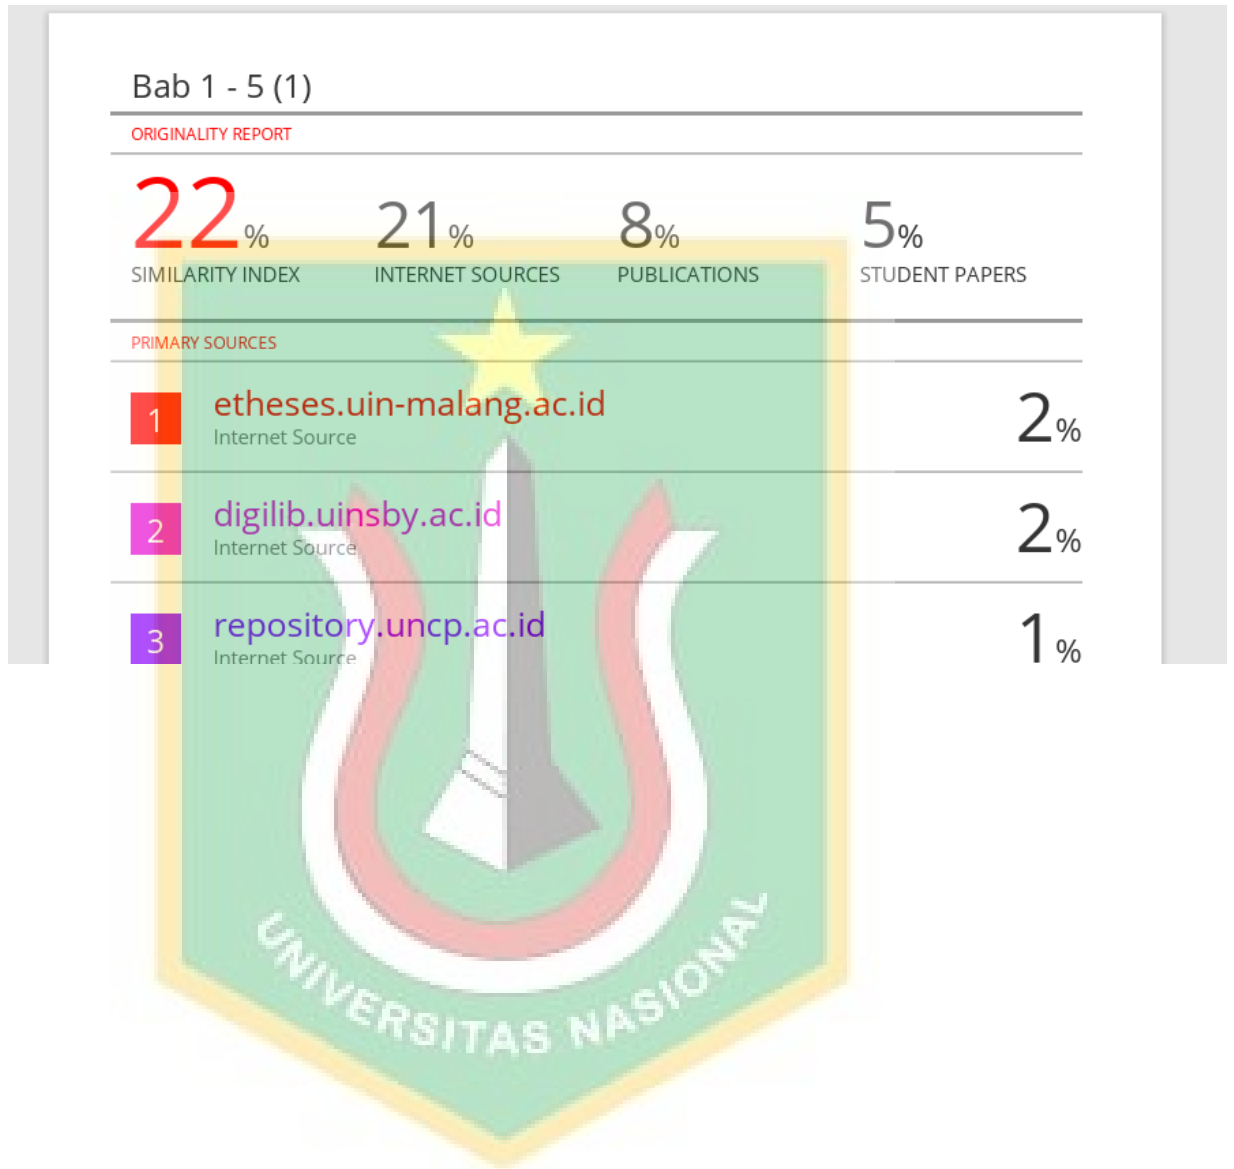 Bab 1 - 5 (1)
ORIGINALITY REPORT
22% 21% 8% 5%
SIMILARITY INDEX INTERNET SOURCES PUBLICATIONS STUDENT PAPERS
PRIMARY SOURCES
1 etheses.uin-malang.ac.id 2%
Internet Source
2 digilib.uinsby.ac.id 2%
Internet Source
3 repository.uncp.ac.id 1%
Internet Source
UNIVERSITAS NASIONAL